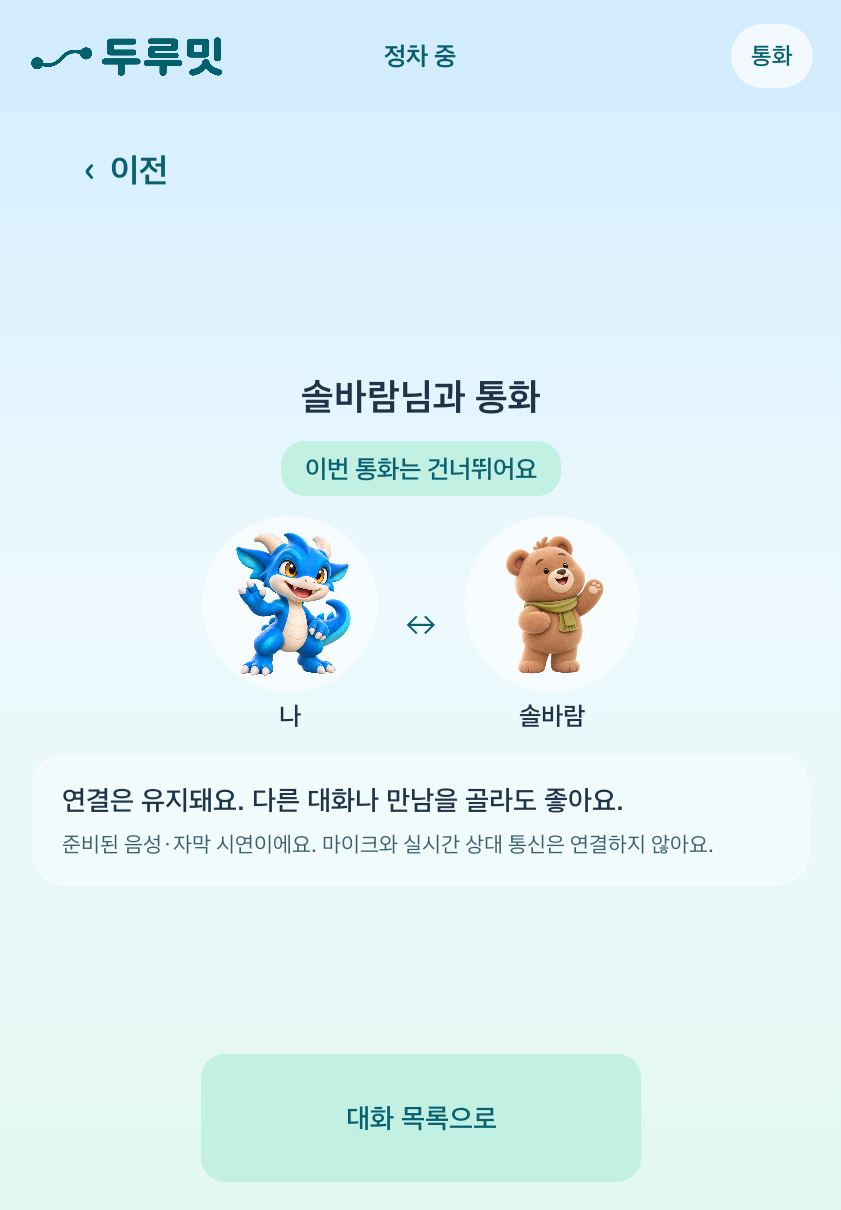 두루밋
정차 중
통화
‹ 이전
솔바람님과 통화
이번 통화는 건너뛰어요
↔
나
솔바람
연결은 유지돼요. 다른 대화나 만남을 골라도 좋아요.
준비된 음성·자막 시연이에요. 마이크와 실시간 상대 통신은 연결하지 않아요.
대화 목록으로